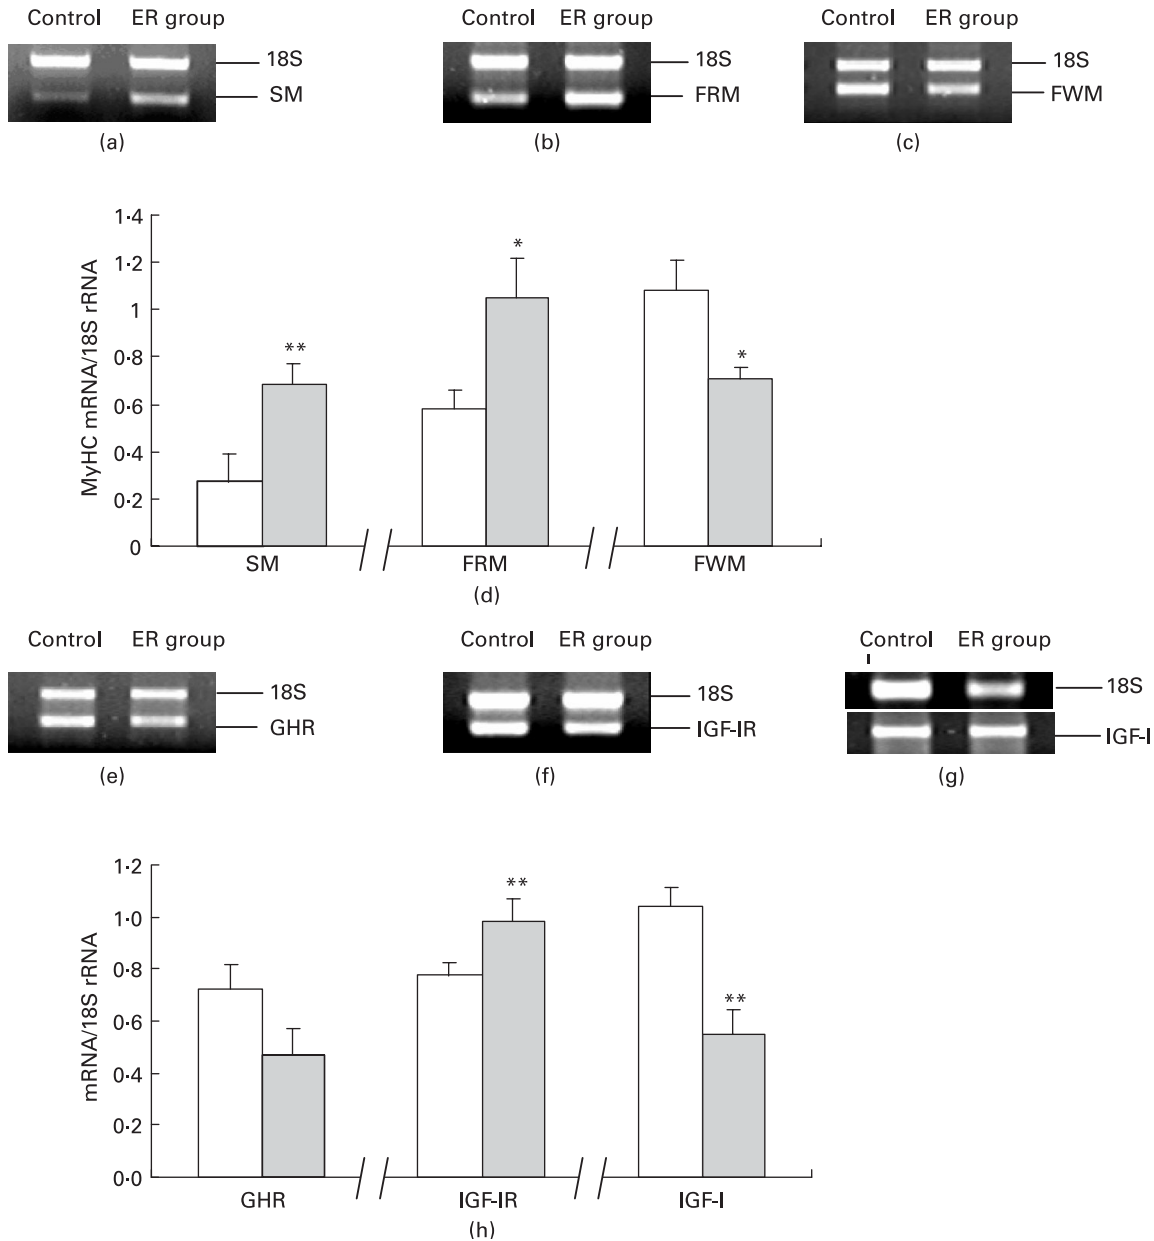 Control ER group Control ER group Control ER group
18S 18S 18S
SM FRM FWM
(a) (b) (c)
MyHC mRNA/18S rRNA
1·4
1·2
1
0·8
0·6
0·4
0·2
0
** * *
SM FRM FWM
(d)
Control ER group Control ER group Control ER group
18S 18S 18S
GHR IGF-IR IGF-I
(e) (f) (g)
mRNA/18S rRNA
1·2
1·0
0·8
0·6
0·4
0·2
0·0
** **
GHR IGF-IR IGF-I
(h)